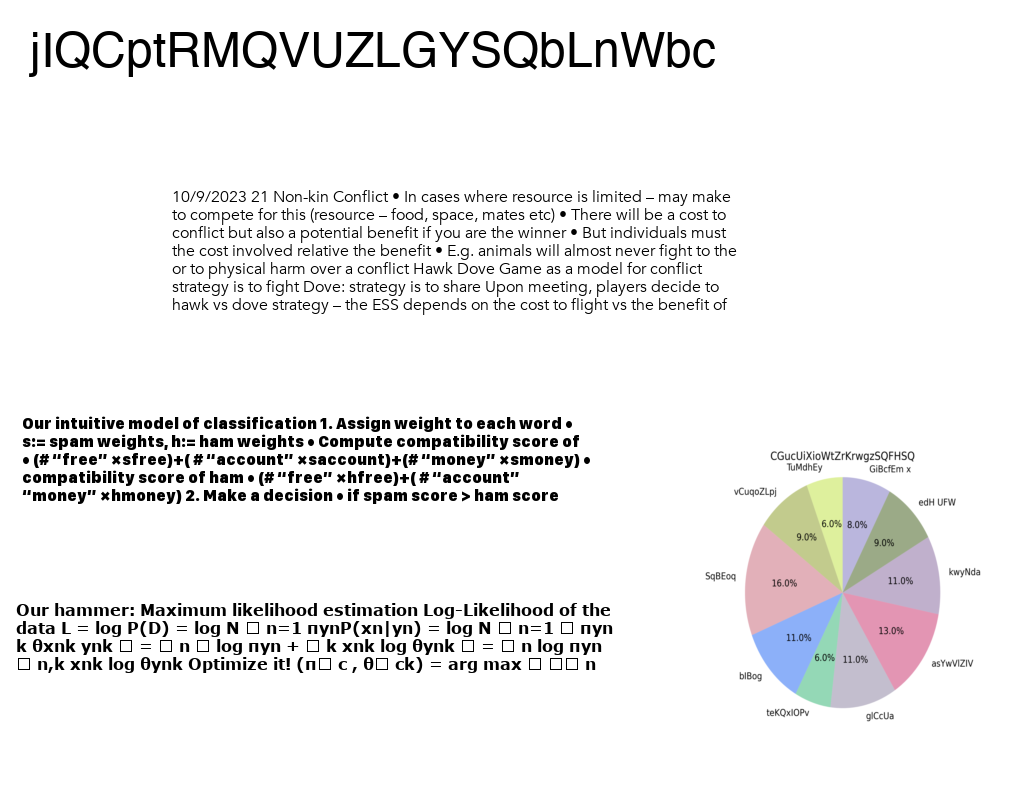 jIQCptRMQVUZLGYSQbLnWbc
10/9/2023 21 Non-kin Conflict • In cases where resource is limited – may make
to compete for this (resource – food, space, mates etc) • There will be a cost to
conflict but also a potential benefit if you are the winner • But individuals must
the cost involved relative the benefit • E.g. animals will almost never fight to the
or to physical harm over a conflict Hawk Dove Game as a model for conflict
strategy is to fight Dove: strategy is to share Upon meeting, players decide to
hawk vs dove strategy – the ESS depends on the cost to flight vs the benefit of
Our intuitive model of classification 1. Assign weight to each word •
s:= spam weights, h:= ham weights • Compute compatibility score of
• (# “free” ×sfree)+( # “account” ×saccount)+(# “money” ×smoney) •
compatibility score of ham • (# “free” ×hfree)+( # “account”
“money” ×hmoney) 2. Make a decision • if spam score > ham score
Our hammer: Maximum likelihood estimation Log-Likelihood of the
data L = log P(D) = log N □ n=1 πynP(xn|yn) = log N □ n=1 □ πyn
k θxnk ynk □ = □ n □ log πyn + □ k xnk log θynk □ = □ n log πyn
□ n,k xnk log θynk Optimize it! (π□ c , θ□ ck) = arg max □ □□ n
CGucUiXioWtZrKrwgzSQFHSQ
TuMdhEy
GiBcfEm x
vCuqoZLpj
edH UFW
6.0%
8.0%
9.0%
9.0%
SqBEoq
kwyNda
16.0%
11.0%
11.0%
13.0%
6.0%
11.0%
blBog
asYwVlZIV
teKQxIOPv
glCcUa